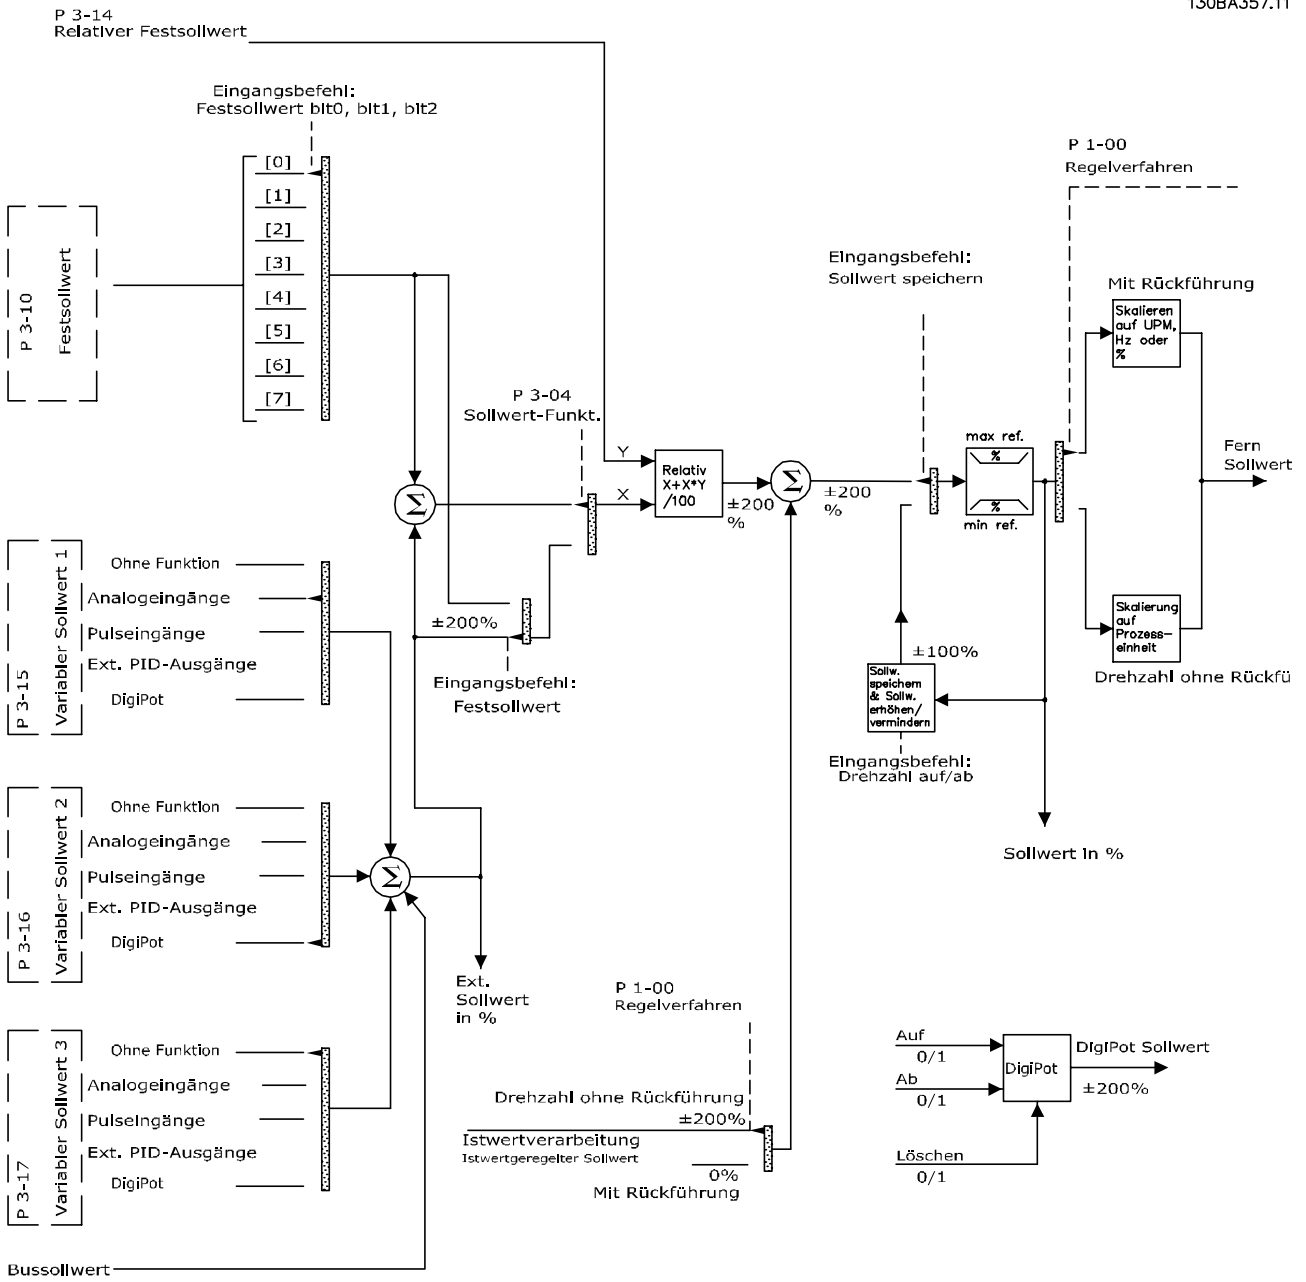 130BA357.11
P 3-14
Relativer Festsollwert
Eingangsbefehl:
Festsollwert bit0, bit1, bit2
[0]
[1]
[2]
[3]
[4]
[5]
[6]
[7]
P 3-10
Festsollwert
P 1-00
Regelverfahren
Eingangsbefehl:
Sollwert speichern
Mit Rückführung
Skalieren
auf UPM,
Hz oder
%
P 3-04
Sollwert-Funkt.
Y
X
Relativ
X+X*Y
/100
±200
%
Σ
±200
%
max ref.
%
%
min ref.
Fern
Sollwert
Σ
P 3-15
Variabler Sollwert 1
Ohne Funktion
Analogeingänge
Pulseingänge
Ext. PID-Ausgänge
DigiPot
±200%
Eingangsbefehl:
Festsollwert
Skalierung
auf
Prozess-
einheit
Drehzahl ohne Rückfü
±100%
Sollw.
speichern
& Sollw.
erhöhen/
vermindern
Eingangsbefehl:
Drehzahl auf/ab
Sollwert in %
P 3-16
Variabler Sollwert 2
Ohne Funktion
Analogeingänge
Pulseingänge
Ext. PID-Ausgänge
DigiPot
Σ
Ext.
Sollwert
in %
P 3-17
Variabler Sollwert 3
Ohne Funktion
Analogeingänge
Pulseingänge
Ext. PID-Ausgänge
DigiPot
Bussollwert
P 1-00
Regelverfahren
Drehzahl ohne Rückführung
±200%
Istwertverarbeitung
Istwertgeregelter Sollwert
0%
Mit Rückführung
Auf
0/1
Ab
0/1
Löschen
0/1
DigiPot
DigiPot Sollwert
±200%